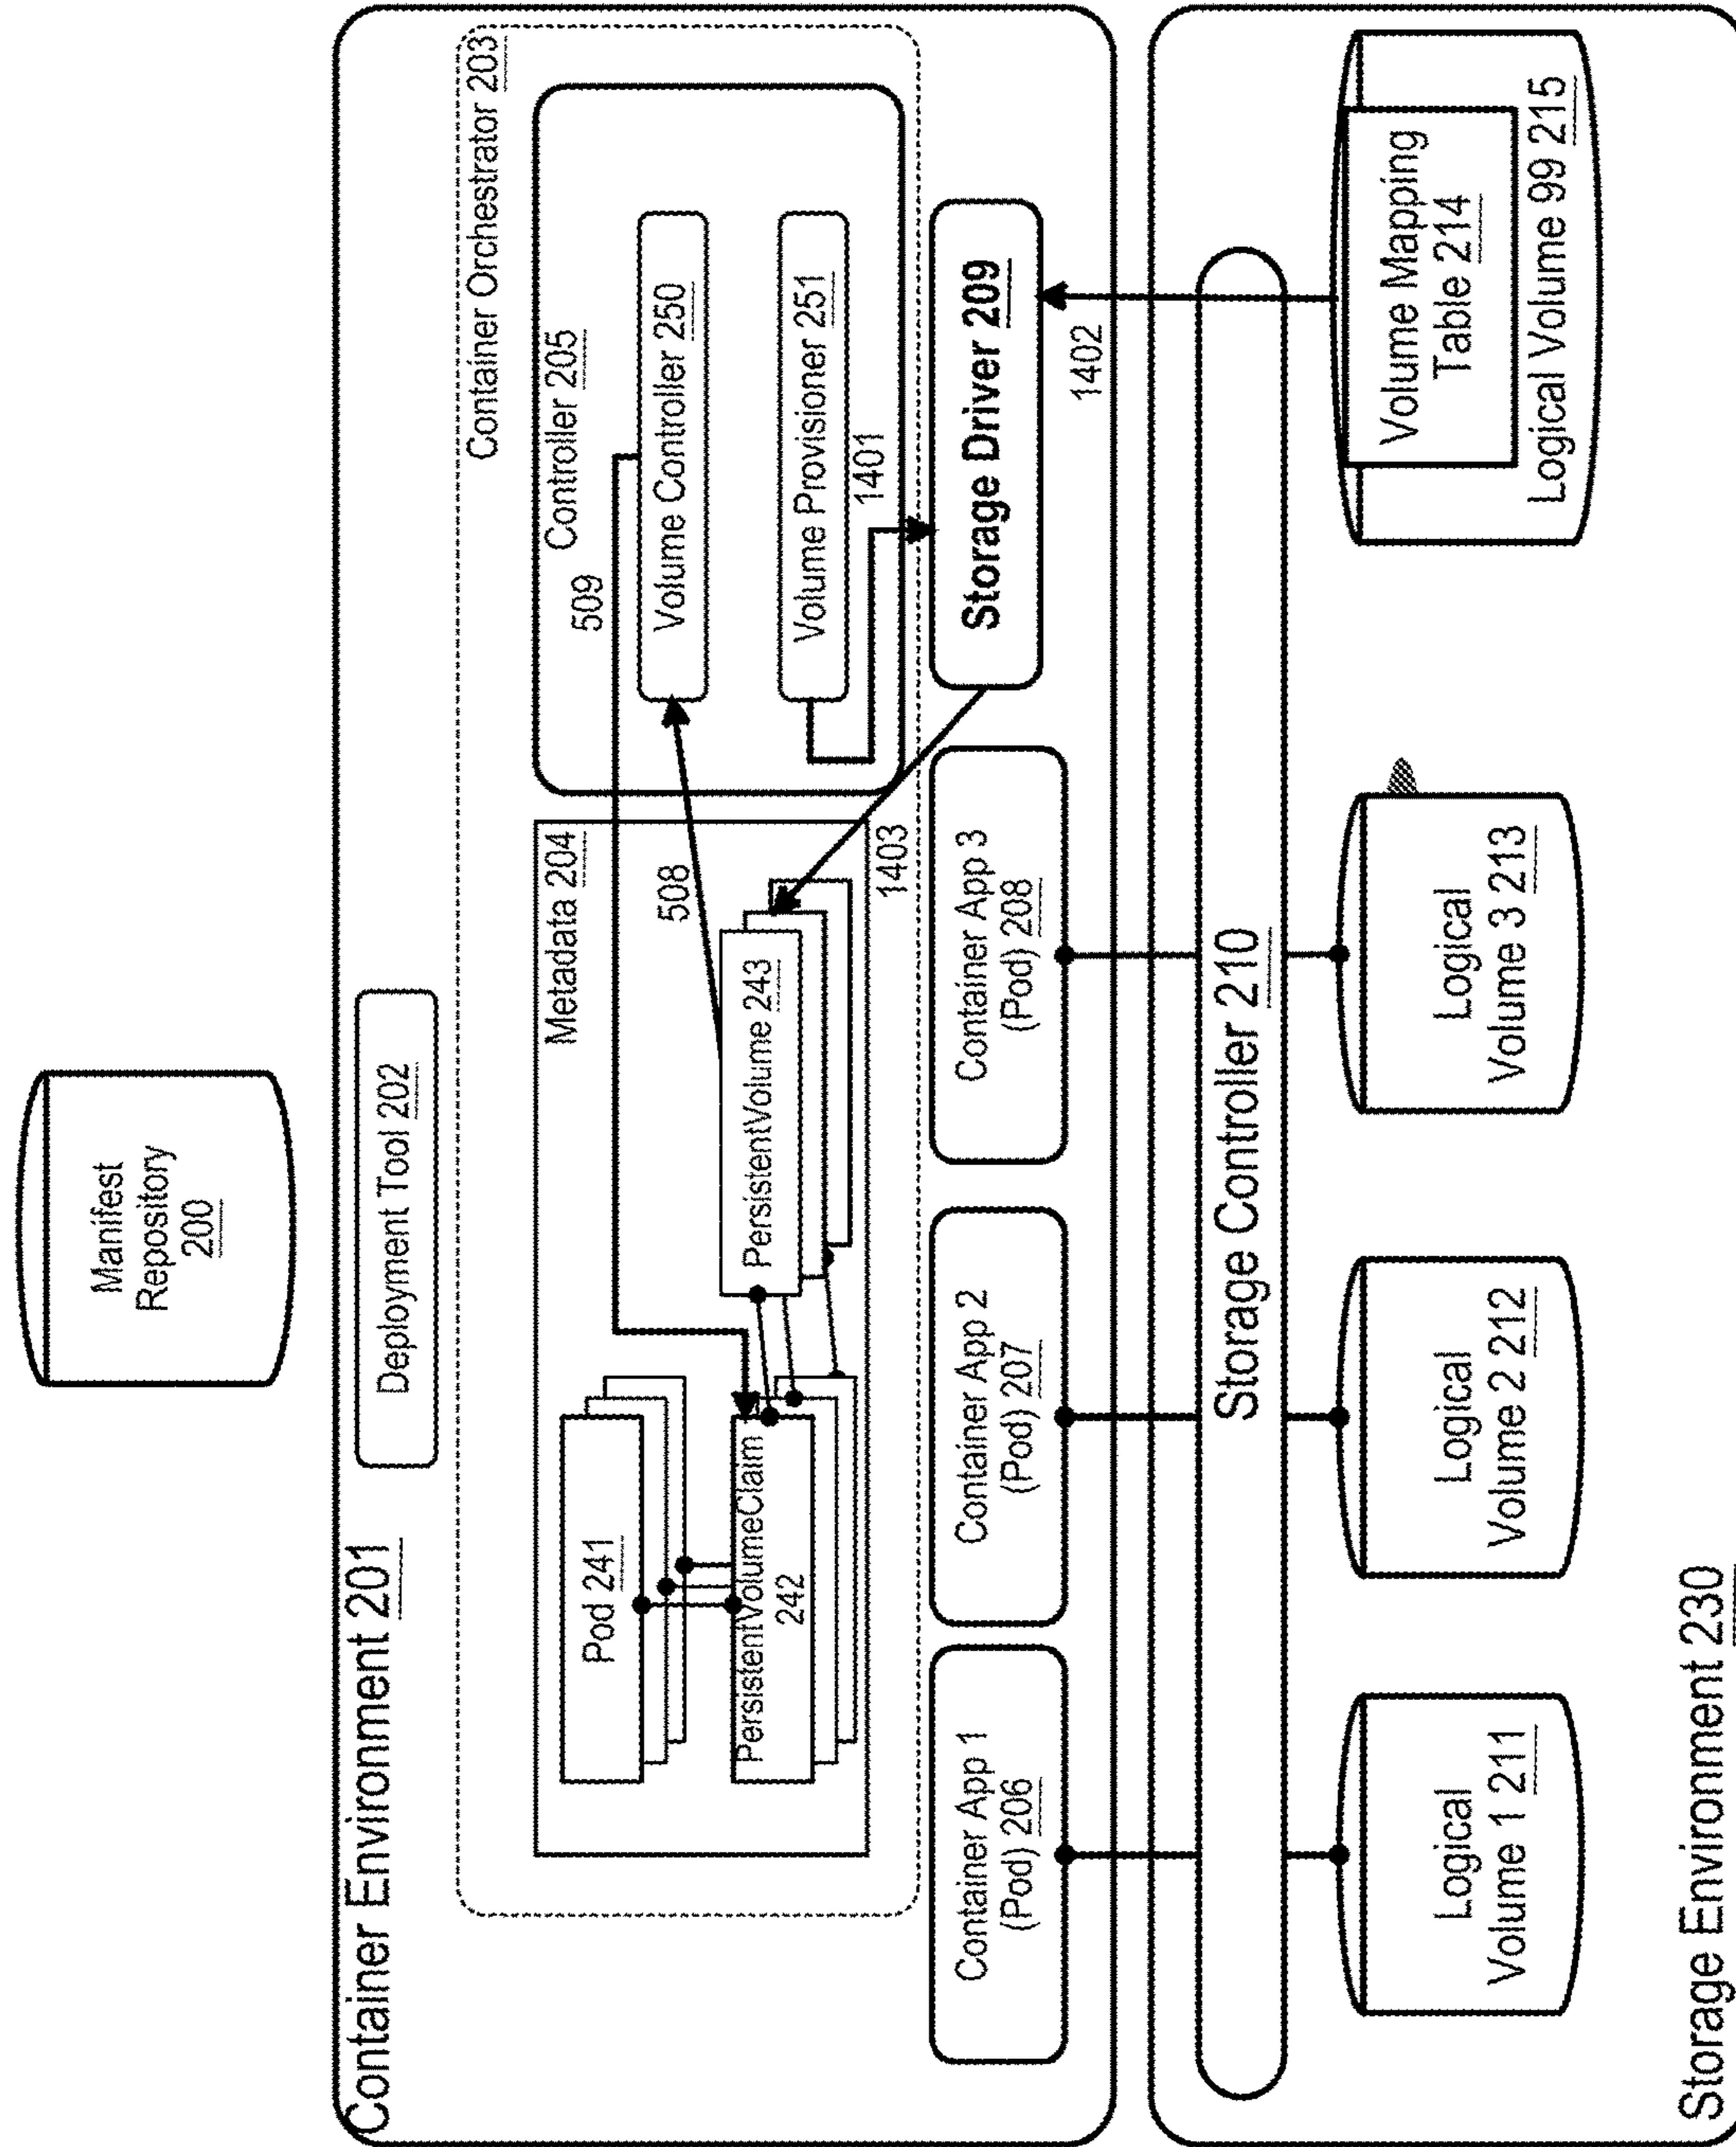 Manifest
Repository
200
Container Environment 201
Deployment Tool 202
Container Orchestrator 203
Metadata 204
Pod 241
PersistentVolumeClaim
242
PersistentVolume 243
508
509
Controller 205
Volume Controller 250
Volume Provisioner 251
1401
1403
Container App 1
(Pod) 206
Container App 2
(Pod) 207
Container App 3
(Pod) 208
Storage Driver 209
1402
Storage Controller 210
Logical
Volume 1 211
Logical
Volume 2 212
Logical
Volume 3 213
Volume Mapping
Table 214
Logical Volume 99 215
Storage Environment 230